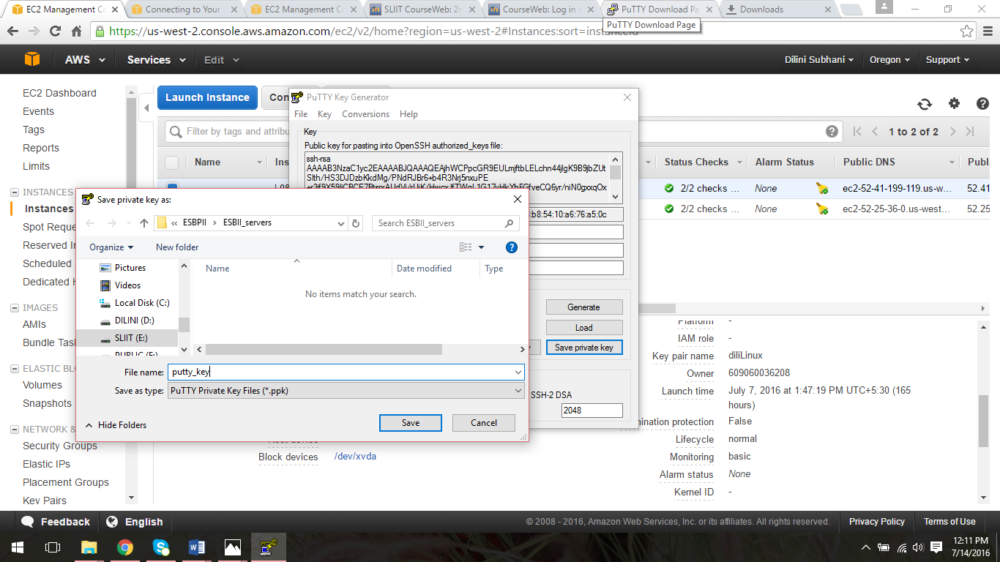 EC2 Management Co
Connecting to Your
EC2 Management Co
SLIIT CourseWeb: 2n
CourseWeb: Log in t
PuTTY Download Pa
Downloads
PuTTY Download Page
https://us-west-2.console.aws.amazon.com/ec2/v2/home?region=us-west-2#Instances:sort=instanceId
AWS
Services
Edit
Dilini Subhani
Oregon
Support
EC2 Dashboard
Events
Tags
Reports
Limits
INSTANCES
Instances
Spot Reque
Reserved In
Scheduled
Dedicated H
IMAGES
AMIs
Bundle Task
ELASTIC BLO
Volumes
Snapshots
NETWORK &
Security Groups
Elastic IPs
Placement Groups
Key Pairs
Launch Instance
Con
Filter by tags and attribu
1 to 2 of 2
Name
Ins
Status Checks
Alarm Status
Public DNS
Publ
i-08
2/2 checks ...
None
ec2-52-41-199-119.us-w...
52.41
2/2 checks ...
None
ec2-52-25-36-0.us-west...
52.25
PuTTY Key Generator
File
Key
Conversions
Help
Key
Public key for pasting into OpenSSH authorized_keys file:
ssh-rsa
:b8:54:10:a6:76:a5:0c
Generate
Load
Save private key
SSH-2 DSA
2048
Save private key as:
« ESBPII > ESBII_servers
Search ESBII_servers
Organize
New folder
Pictures
Videos
Local Disk (C:)
DILINI (D:)
SLIIT (E:)
PUBLIC (F:)
Name
Date modified
Type
No items match your search.
File name:
putty_key
Save as type:
PuTTY Private Key Files (*.ppk)
Hide Folders
Save
Cancel
Block devices
/dev/xvda
Platform
-
IAM role
-
Key pair name
diliLinux
Owner
609060036208
Launch time
July 7, 2016 at 1:47:19 PM UTC+5:30 (165
hours)
mination protection
False
Lifecycle
normal
Monitoring
basic
Alarm status
None
Kernel ID
-
Feedback
English
© 2008 - 2016, Amazon Web Services, Inc. or its affiliates. All rights reserved.
Privacy Policy
Terms of Use
12:11 PM
7/14/2016